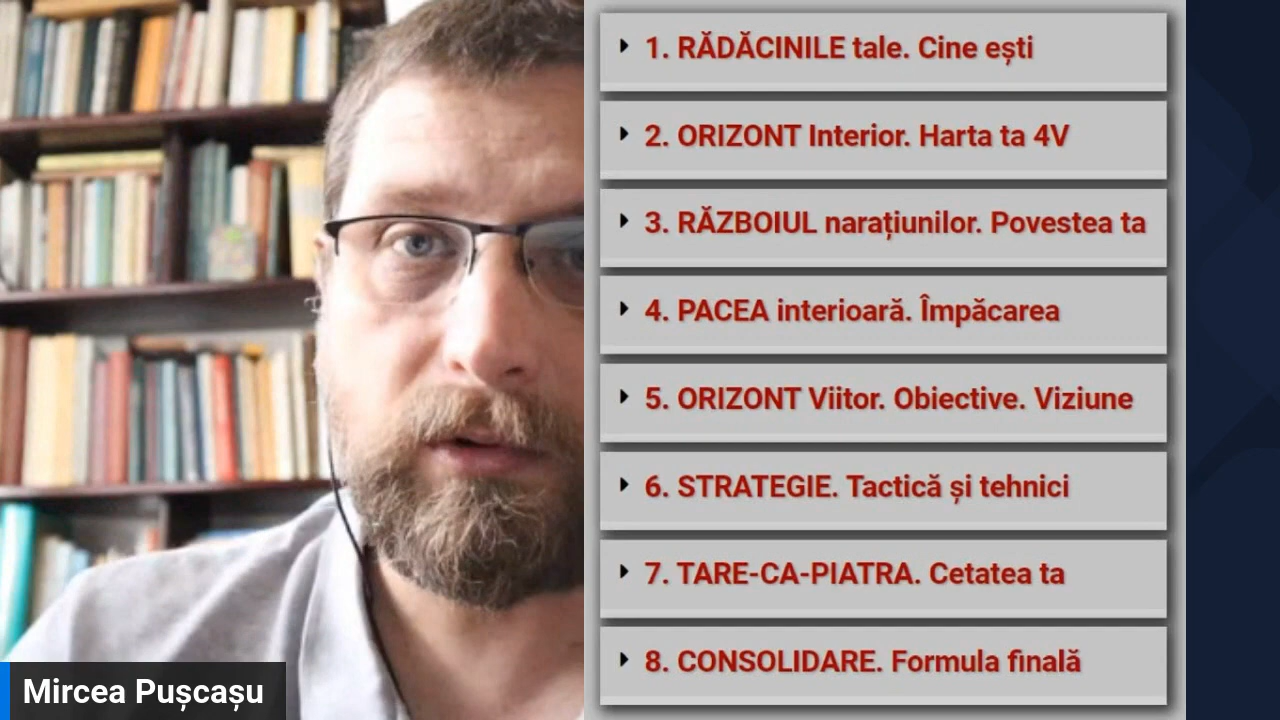 1. RĂDĂCINILE tale. Cine ești
2. ORIZONT Interior. Harta ta 4V
3. RĂZBOIUL narațiunilor. Povestea ta
4. PACEA interioară. Împăcarea
5. ORIZONT Viitor. Obiective. Viziune
6. STRATEGIE. Tactică și tehnici
7. TARE-CA-PIATRA. Cetatea ta
8. CONSOLIDARE. Formula finală
Mircea Pușcașu